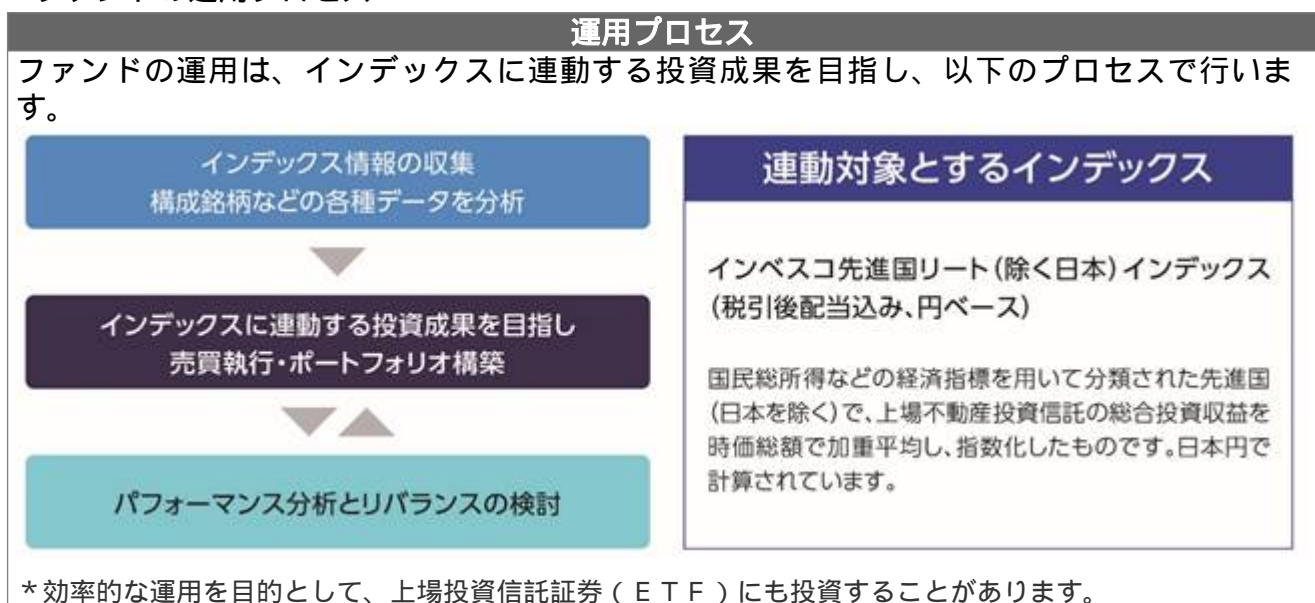 運用プロセス
ファンドの運用は、インデックスに連動する投資成果を目指し、以下のプロセスで行いま
す。
インデックス情報の収集
構成銘柄などの各種データを分析
インデックスに連動する投資成果を目指し
売買執行・ポートフォリオ構築
パフォーマンス分析とリバランスの検討
連動対象とするインデックス
インベスコ先進国リート(除く日本)インデックス
(税引後配当込み、円ベース)
国民総所得などの経済指標を用いて分類された先進国
(日本を除く)で、上場不動産投資信託の総合投資収益を
時価総額で加重平均し、指数化したものです。日本円で
計算されています。
*効率的な運用を目的として、上場投資信託証券(ETF)にも投資することがあります。